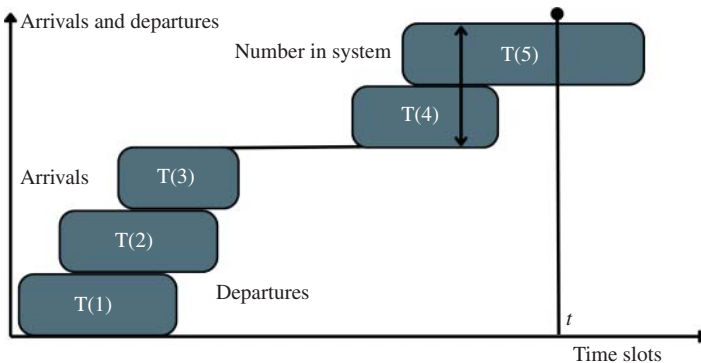 Arrivals and departures
Number in system
T(5)
T(4)
Arrivals
T(3)
T(2)
T(1)
Departures
t
Time slots